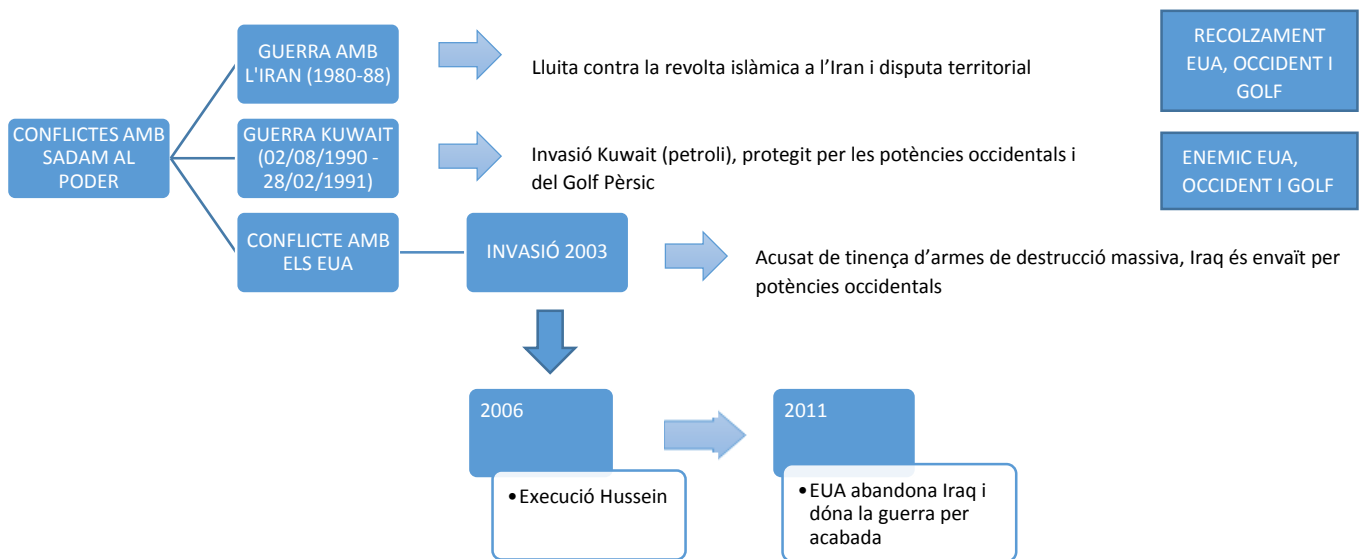 GUERRA AMB
L'IRAN (1980-88)
Lluita contra la revolta islàmica a l’Iran i disputa territorial
RECOLZAMENT
EUA, OCCIDENT I
GOLF
CONFLICTES AMB
SADAM AL
PODER
GUERRA KUWAIT
(02/08/1990 -
28/02/1991)
Invasió Kuwait (petroli), protegit per les potències occidentals i
del Golf Pèrsic
ENEMIC EUA,
OCCIDENT I GOLF
CONFLICTE AMB
ELS EUA
INVASIÓ 2003
Acusat de tinença d’armes de destrucció massiva, Iraq és envaït per
potències occidentals
2006
•Execució Hussein
2011
•EUA abandona Iraq i
dóna la guerra per
acabada